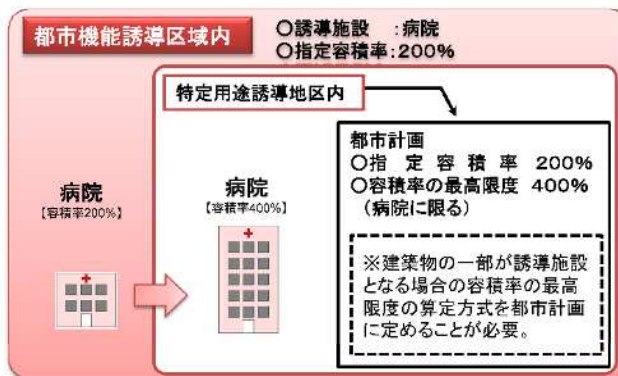 都市機能誘導区域内
〇誘導施設 :病院
〇指定容積率:200%
特定用途誘導地区内
都市計画
〇指 定 容 積 率 200%
〇容積率の最高限度 400%
(病院に限る)
病院
【容積率200%】
病院
【容積率400%】
※建築物の一部が誘導施設
となる場合の容積率の最高
限度の算定方式を都市計画
に定めることが必要。